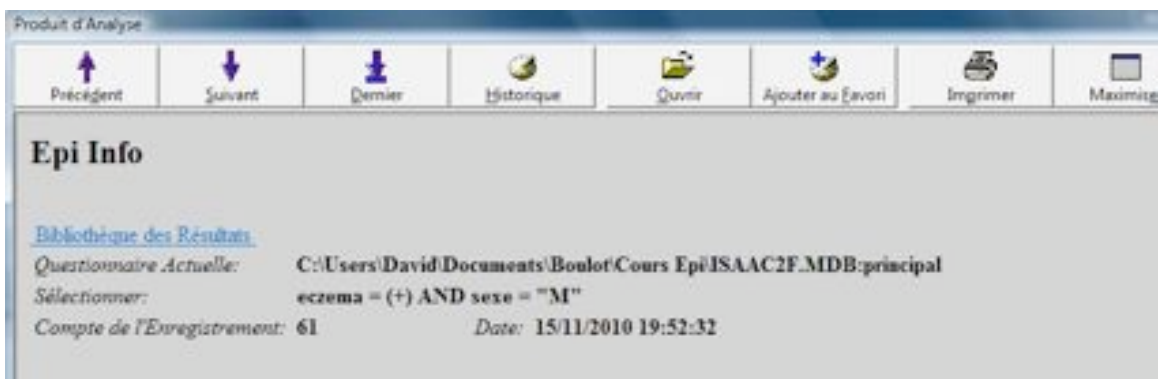 Produit d'Analyse
Précédent Suivant Dernier Historique Ouvrir Ajouter au Favori Imprimer Maximise
Epi Info
Bibliothèque des Résultats
Questionnaire Actuelle: C:\Users\David\Documents\Boulot\Cours Epi\ISAAC2F.MDB:principal
Sélectionner: eczema = (+) AND sexe = "M"
Compte de l'Enregistrement: 61 Date: 15/11/2010 19:52:32